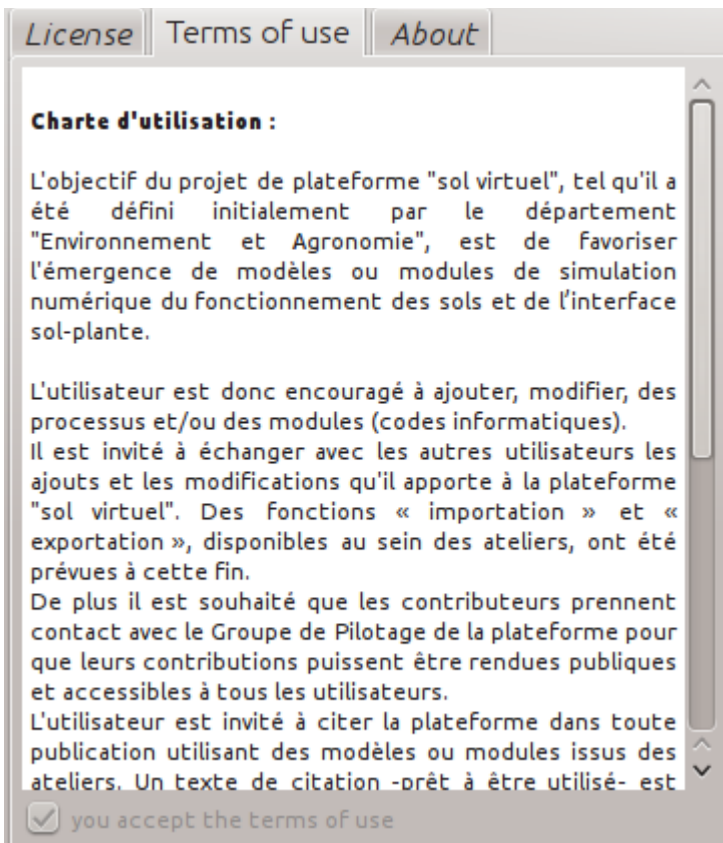 License Terms of use About
Charte d'utilisation :
L'objectif du projet de plateforme "sol virtuel", tel qu'il a
été défini initialement par le département
"Environnement et Agronomie", est de favoriser
l'émergence de modèles ou modules de simulation
numérique du fonctionnement des sols et de l’interface
sol-plante.
L'utilisateur est donc encouragé à ajouter, modifier, des
processus et/ou des modules (codes informatiques).
Il est invité à échanger avec les autres utilisateurs les
ajouts et les modifications qu'il apporte à la plateforme
"sol virtuel". Des fonctions « importation » et «
exportation », disponibles au sein des ateliers, ont été
prévues à cette fin.
De plus il est souhaité que les contributeurs prennent
contact avec le Groupe de Pilotage de la plateforme pour
que leurs contributions puissent être rendues publiques
et accessibles à tous les utilisateurs.
L'utilisateur est invité à citer la plateforme dans toute
publication utilisant des modèles ou modules issus des
ateliers. Un texte de citation -prêt à être utilisé- est
you accept the terms of use